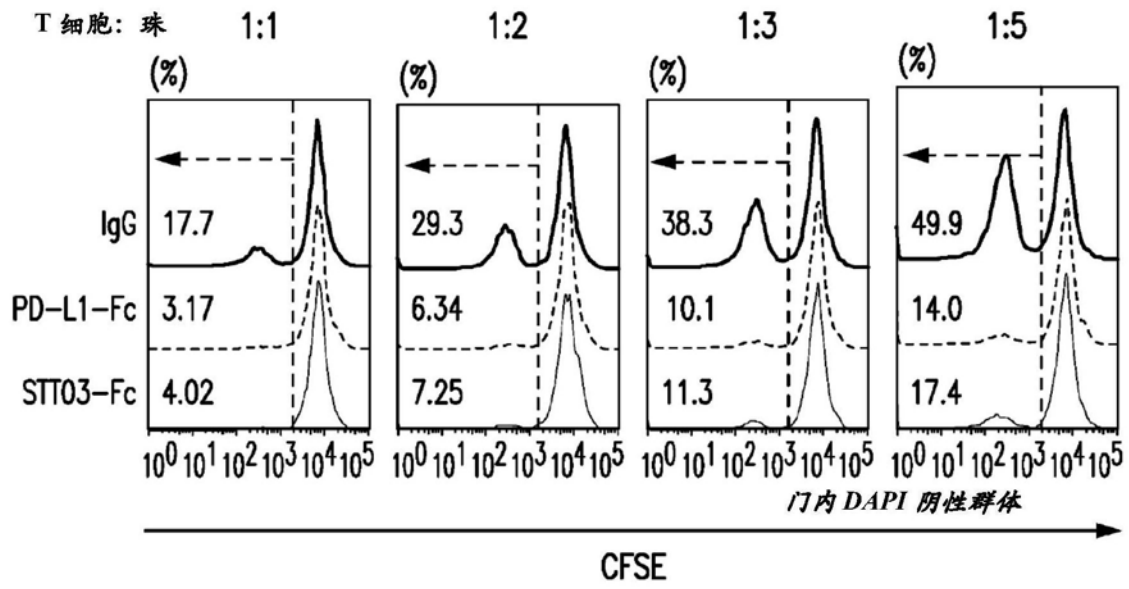 T 细胞：珠 1:1 1:2 1:3 1:5
(%) (%) (%) (%)
IgG 17.7 29.3 38.3 49.9
PD-L1-Fc 3.17 6.34 10.1 14.0
STT03-Fc 4.02 7.25 11.3 17.4
10⁰ 10¹ 10² 10³ 10⁴ 10⁵ 10⁰ 10¹ 10² 10³ 10⁴ 10⁵ 10⁰ 10¹ 10² 10³ 10⁴ 10⁵ 10⁰ 10¹ 10² 10³ 10⁴ 10⁵
门内 DAPI 阴性群体
CFSE